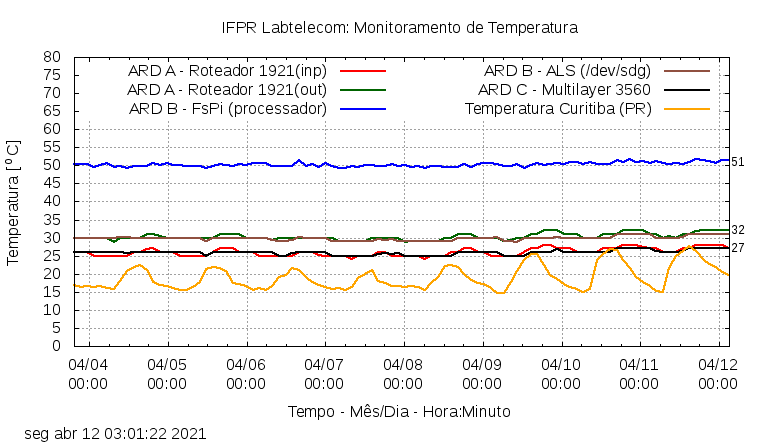 IFPR Labtelecom: Monitoramento de Temperatura
Temperatura [ºC]
80
75
70
65
60
55
50
45
40
35
30
25
20
15
10
5
0
ARD A - Roteador 1921(inp)
ARD A - Roteador 1921(out)
ARD B - FsPi (processador)
ARD B - ALS (/dev/sdg)
ARD C - Multilayer 3560
Temperatura Curitiba (PR)
51
32
27
04/04 04/05 04/06 04/07 04/08 04/09 04/10 04/11 04/12
00:00 00:00 00:00 00:00 00:00 00:00 00:00 00:00 00:00
Tempo - Mês/Dia - Hora:Minuto
seg abr 12 03:01:22 2021